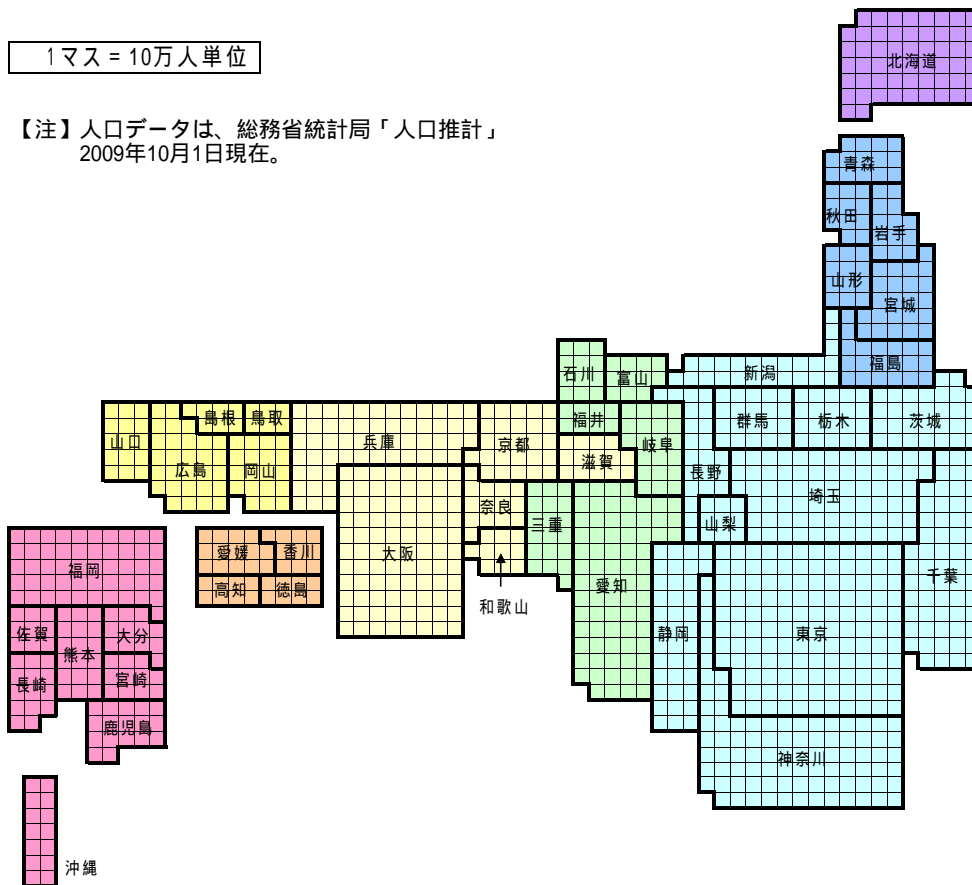 1マス=10万人単位
【注】人口データは、総務省統計局「人口推計」
2009年10月1日現在。
北海道
青森
秋田
岩手
山形
宮城
福島
新潟
石川
富山
福井
岐阜
群馬
栃木
茨城
長野
埼玉
山梨
千葉
東京
静岡
神奈川
愛知
三重
滋賀
京都
兵庫
奈良
大阪
和歌山
鳥取
島根
岡山
広島
山口
愛媛
香川
高知
徳島
福岡
佐賀
大分
熊本
長崎
宮崎
鹿児島
沖縄